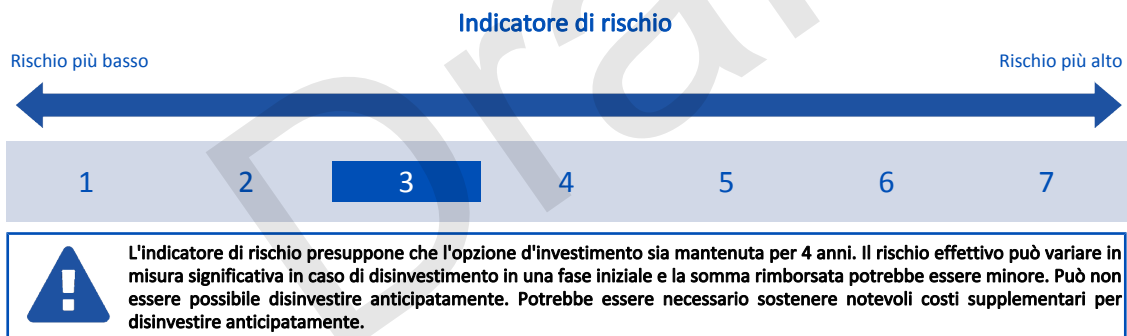 Indicatore di rischio
Rischio più basso Rischio più alto
1 2 3 4 5 6 7
L'indicatore di rischio presuppone che l'opzione d'investimento sia mantenuta per 4 anni. Il rischio effettivo può variare in
misura significativa in caso di disinvestimento in una fase iniziale e la somma rimborsata potrebbe essere minore. Può non
essere possibile disinvestire anticipatamente. Potrebbe essere necessario sostenere notevoli costi supplementari per
disinvestire anticipatamente.
Draf